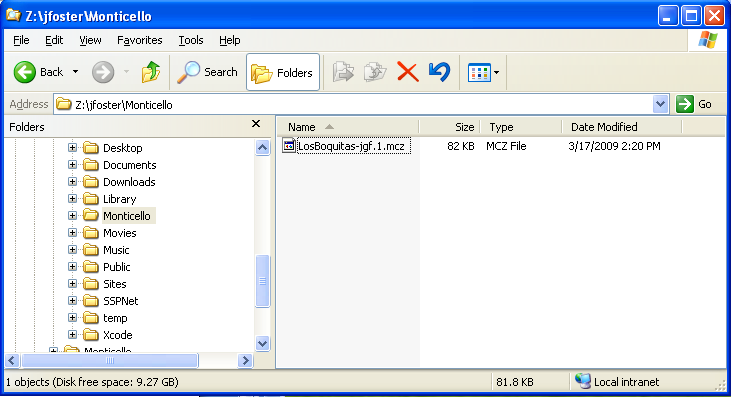 Z:\jfoster\Monticello
File Edit View Favorites Tools Help
Back Search Folders
Address Z:\jfoster\Monticello Go
Folders
Name Size Type Date Modified
LosBoquitas-jgf.1.mcz 82 KB MCZ File 3/17/2009 2:20 PM
Desktop
Documents
Downloads
Library
Monticello
Movies
Music
Public
Sites
SSPNet
temp
Xcode
Monticello
1 objects (Disk free space: 9.27 GB) 81.8 KB Local intranet